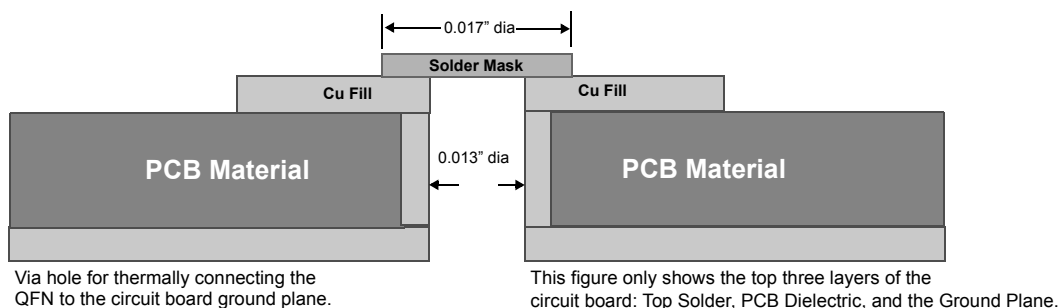 0.017” dia
Solder Mask
Cu Fill
Cu Fill
0.013” dia
PCB Material
PCB Material
Via hole for thermally connecting the
QFN to the circuit board ground plane.
This figure only shows the top three layers of the
circuit board: Top Solder, PCB Dielectric, and the Ground Plane.